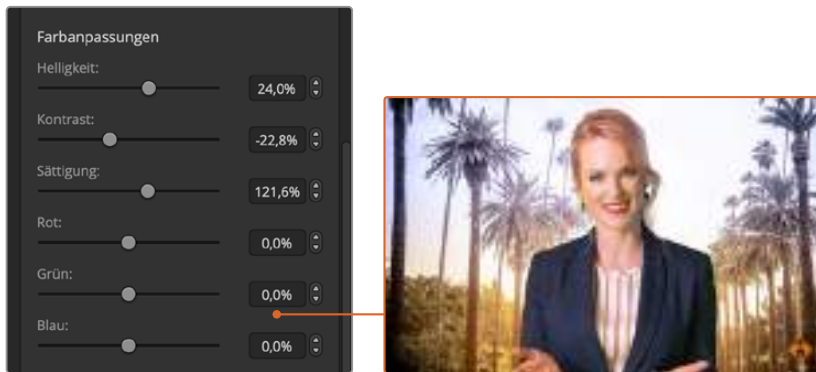 Farbanpassungen
Helligkeit:
24,0%
Kontrast:
-22,8%
Sättigung:
121,6%
Rot:
0,0%
Grün:
0,0%
Blau:
0,0%